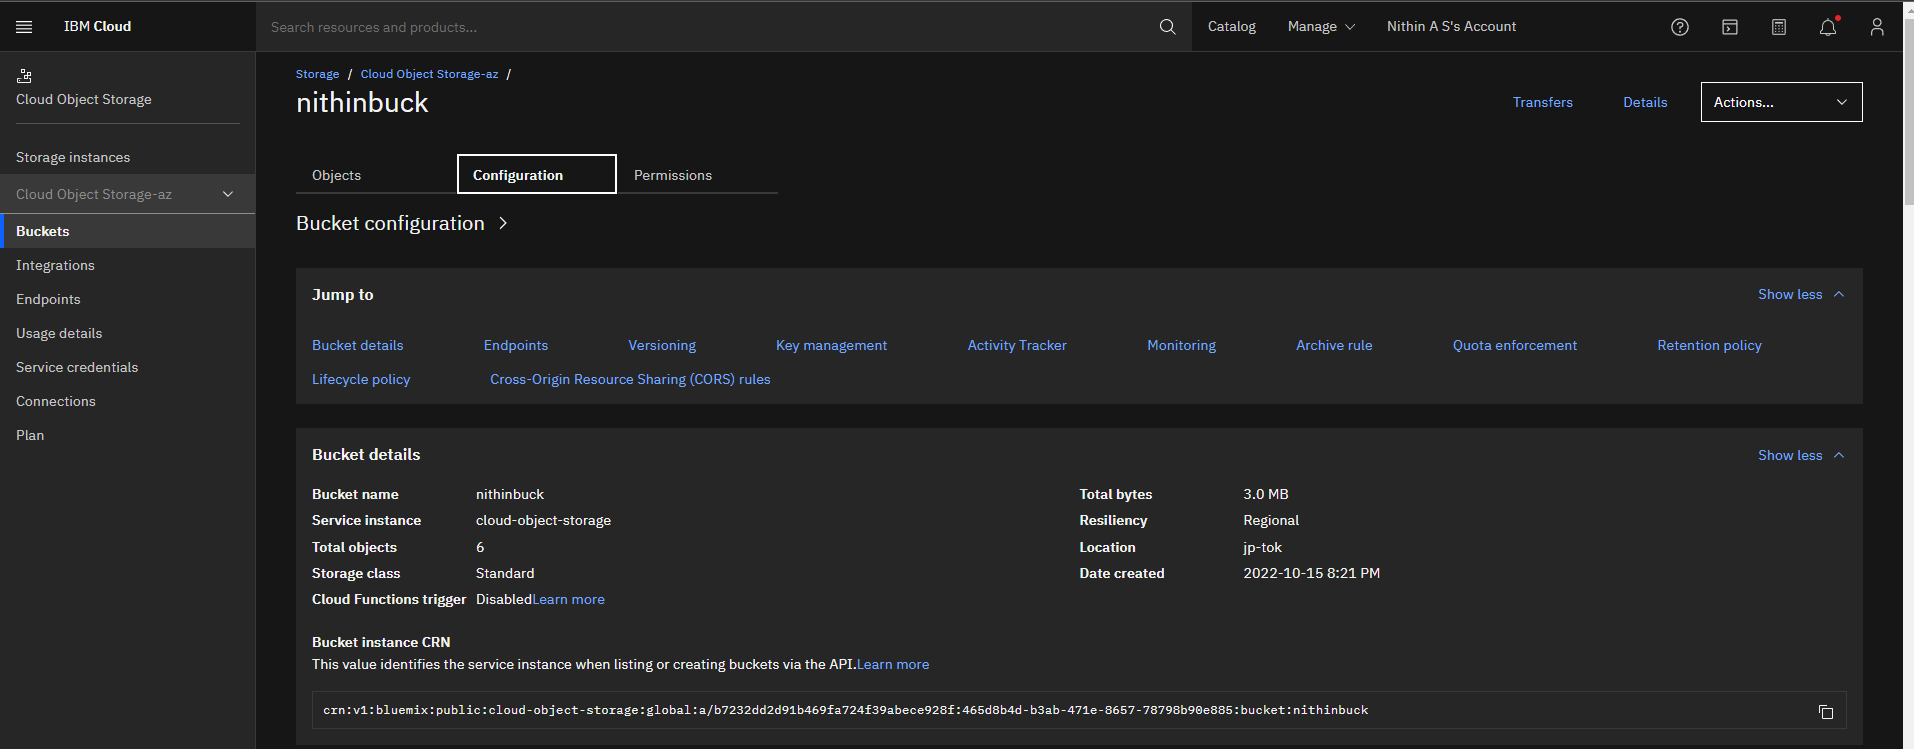 IBM Cloud
Search resources and products...
Catalog
Manage
Nithin A S's Account
Cloud Object Storage
Storage instances
Cloud Object Storage-az
Buckets
Integrations
Endpoints
Usage details
Service credentials
Connections
Plan
Storage / Cloud Object Storage-az /
nithinbuck
Transfers
Details
Actions...
Objects
Configuration
Permissions
Bucket configuration
Jump to
Show less
Bucket details
Endpoints
Versioning
Key management
Activity Tracker
Monitoring
Archive rule
Quota enforcement
Retention policy
Lifecycle policy
Cross-Origin Resource Sharing (CORS) rules
Bucket details
Show less
Bucket name nithinbuck
Service instance cloud-object-storage
Total objects 6
Storage class Standard
Cloud Functions trigger DisabledLearn more
Total bytes 3.0 MB
Resiliency Regional
Location jp-tok
Date created 2022-10-15 8:21 PM
Bucket instance CRN
This value identifies the service instance when listing or creating buckets via the API.Learn more
crn:v1:bluemix:public:cloud-object-storage:global:a/b7232dd2d91b469fa724f39abece928f:465d8b4d-b3ab-471e-8657-78798b90e885:bucket:nithinbuck